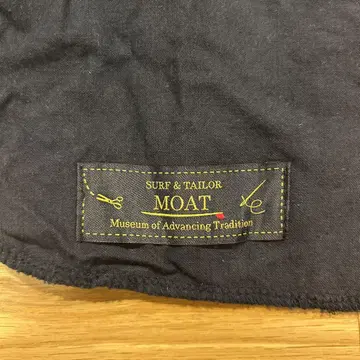 SURF & TAILOR
MOAT
Museum of Advancing Tradition